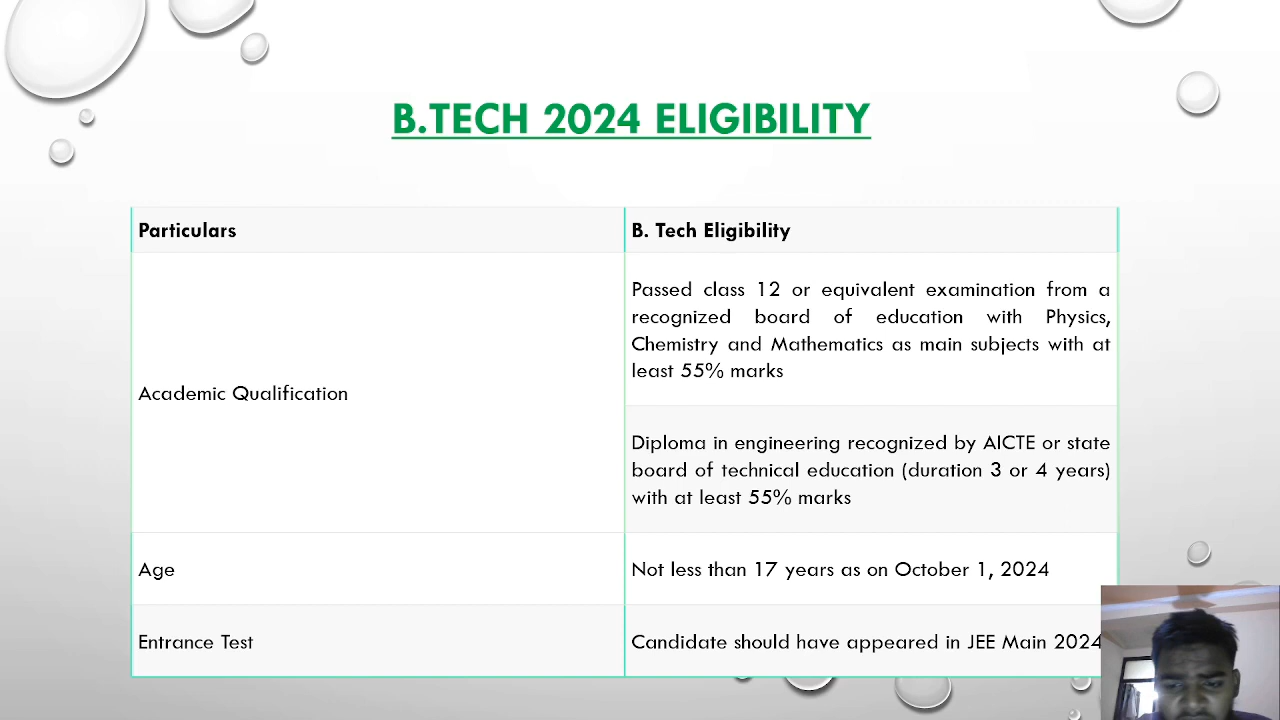 B.TECH 2024 ELIGIBILITY
Particulars
B. Tech Eligibility
Academic Qualification
Passed class 12 or equivalent examination from a
recognized board of education with Physics,
Chemistry and Mathematics as main subjects with at
least 55% marks
Diploma in engineering recognized by AICTE or state
board of technical education (duration 3 or 4 years)
with at least 55% marks
Age
Not less than 17 years as on October 1, 2024
Entrance Test
Candidate should have appeared in JEE Main 2024